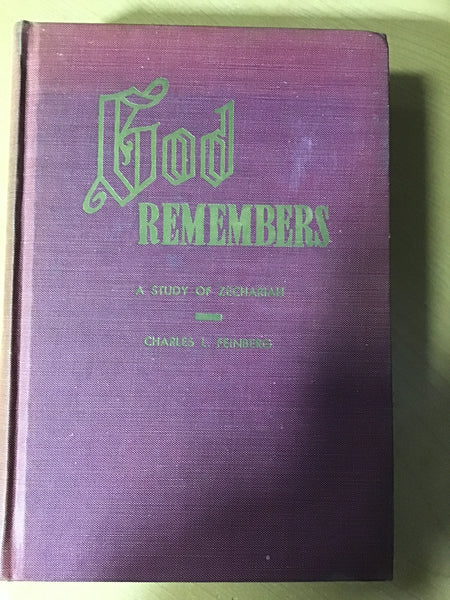 God
REMEMBERS
A STUDY OF ZECHARIAH
CHARLES L. FEINBERG